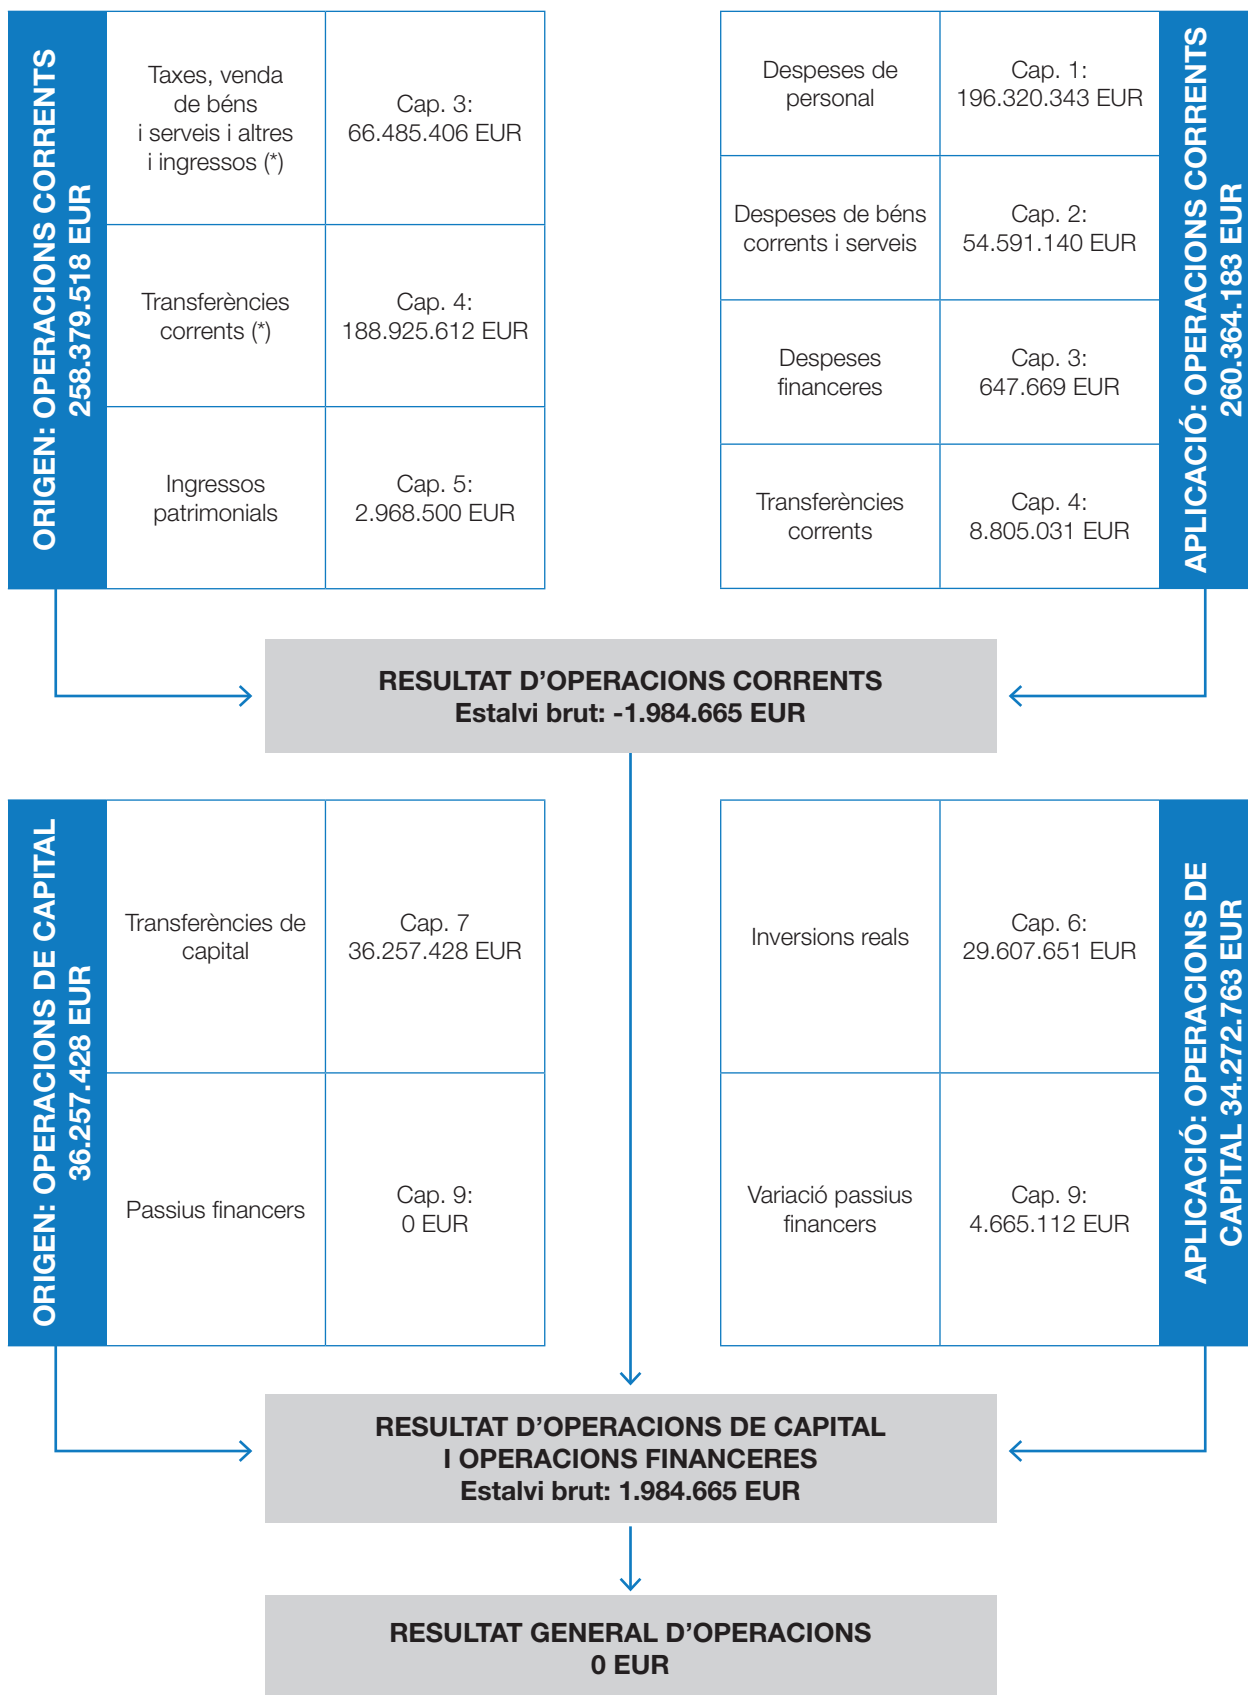 ORIGEN: OPERACIONS CORRENTS
258.379.518 EUR
Taxes, venda
de béns
i serveis i altres
i ingressos (*)
Cap. 3:
66.485.406 EUR
Transferències
corrents (*)
Cap. 4:
188.925.612 EUR
Ingressos
patrimonials
Cap. 5:
2.968.500 EUR
Despeses de
personal
Cap. 1:
196.320.343 EUR
Despeses de béns
corrents i serveis
Cap. 2:
54.591.140 EUR
Despeses
financeres
Cap. 3:
647.669 EUR
Transferències
corrents
Cap. 4:
8.805.031 EUR
APLICACIÓ: OPERACIONS CORRENTS
260.364.183 EUR
RESULTAT D’OPERACIONS CORRENTS
Estalvi brut: -1.984.665 EUR
ORIGEN: OPERACIONS DE CAPITAL
36.257.428 EUR
Transferències de
capital
Cap. 7
36.257.428 EUR
Passius financers
Cap. 9:
0 EUR
Inversions reals
Cap. 6:
29.607.651 EUR
Variació passius
financers
Cap. 9:
4.665.112 EUR
APLICACIÓ: OPERACIONS DE
CAPITAL 34.272.763 EUR
RESULTAT D’OPERACIONS DE CAPITAL
I OPERACIONS FINANCERES
Estalvi brut: 1.984.665 EUR
RESULTAT GENERAL D’OPERACIONS
0 EUR